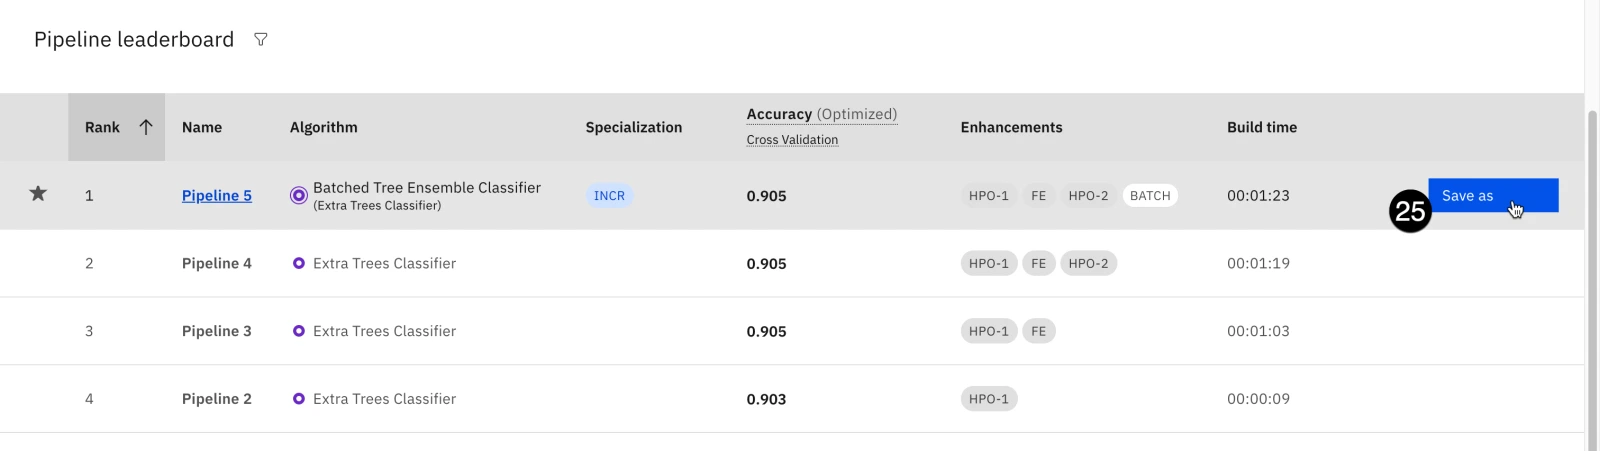 Pipeline leaderboard
Rank Name Algorithm Specialization Accuracy (Optimized) Enhancements Build time
Cross Validation
1 Pipeline 5 Batched Tree Ensemble Classifier INCR 0.905 HPO-1 FE HPO-2 BATCH 00:01:23 25 Save as
(Extra Trees Classifier)
2 Pipeline 4 Extra Trees Classifier 0.905 HPO-1 FE HPO-2 00:01:19
3 Pipeline 3 Extra Trees Classifier 0.905 HPO-1 FE 00:01:03
4 Pipeline 2 Extra Trees Classifier 0.903 HPO-1 00:00:09